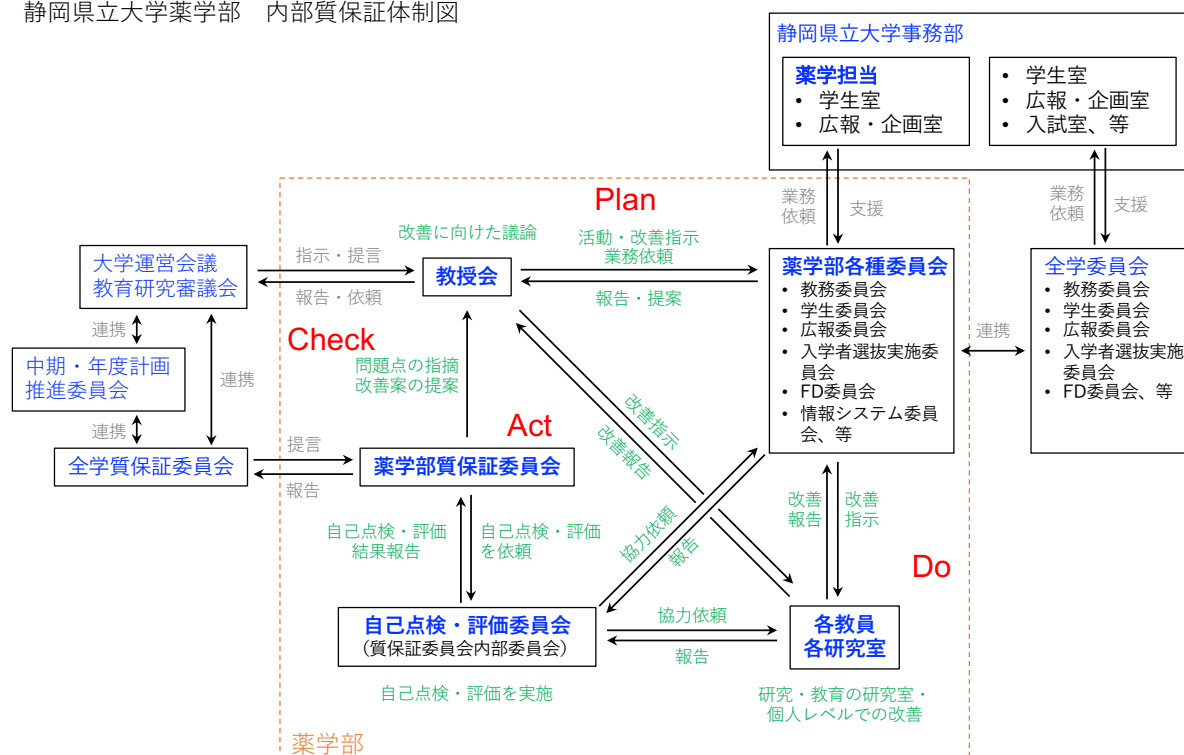 静岡県立大学薬学部　内部質保証体制図
静岡県立大学事務部
薬学担当
• 学生室
• 広報・企画室
• 学生室
• 広報・企画室
• 入試室、等
業務
依頼
支援
業務
依頼
支援
Plan
改善に向けた議論
活動・改善指示
業務依頼
大学運営会議
教育研究審議会
指示・提言
報告・依頼
教授会
報告・提案
薬学部各種委員会
• 教務委員会
• 学生委員会
• 広報委員会
• 入学者選抜実施委
員会
• FD委員会
• 情報システム委員
会、等
連携
全学委員会
• 教務委員会
• 学生委員会
• 広報委員会
• 入学者選抜実施
委員会
• FD委員会、等
連携
Check
中期・年度計画
推進委員会
連携
問題点の指摘
改善案の提案
連携
Act
改善指示
改善報告
全学質保証委員会
提言
報告
薬学部質保証委員会
自己点検・評価
結果報告
自己点検・評価
を依頼
協力依頼
報告
改善
報告
改善
指示
Do
自己点検・評価委員会
（質保証委員会内部委員会）
協力依頼
報告
各教員
各研究室
自己点検・評価を実施
研究・教育の研究室・
個人レベルでの改善
薬学部